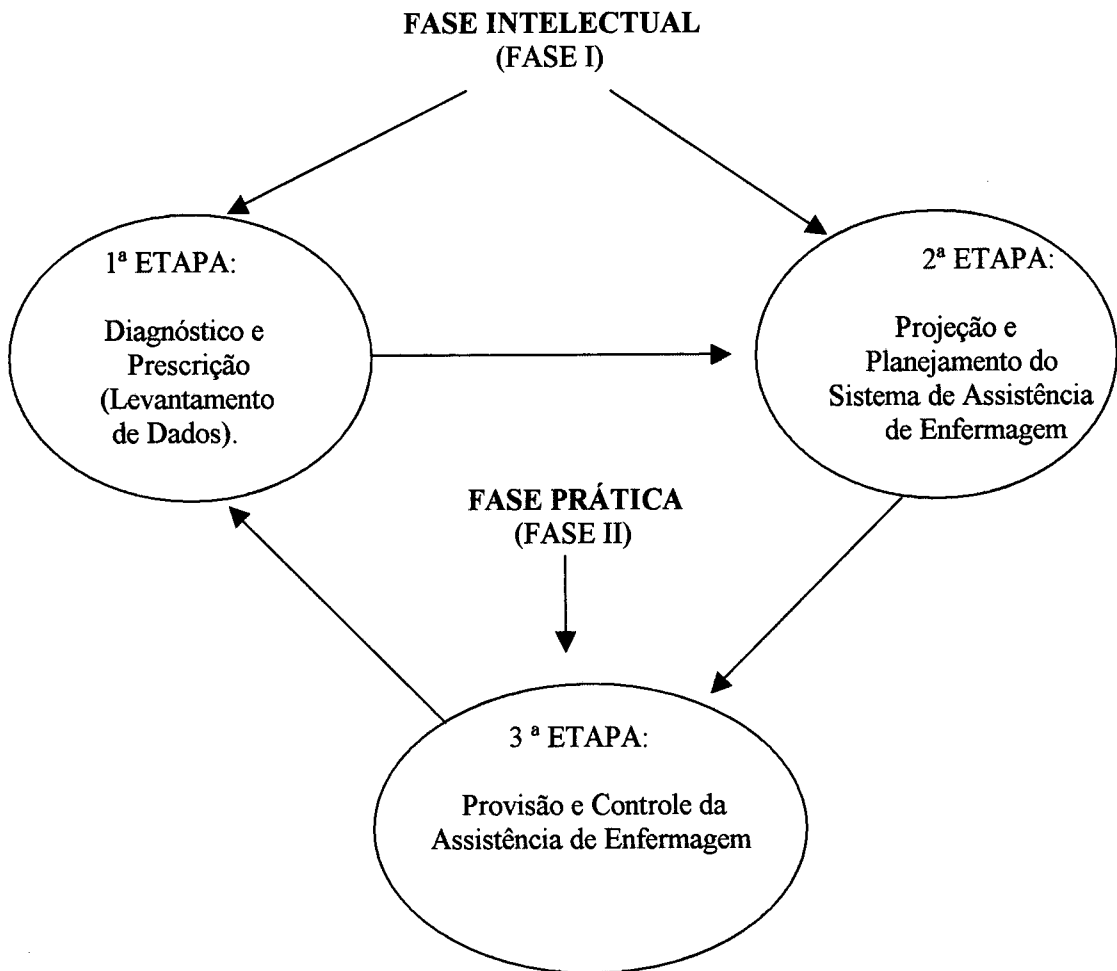 FASE INTELECTUAL
(FASE I)
1ª ETAPA:
Diagnóstico e
Prescrição
(Levantamento
de Dados).
2ª ETAPA:
Projeção e
Planejamento do
Sistema de Assistência
de Enfermagem
FASE PRÁTICA
(FASE II)
3 ª ETAPA:
Provisão e Controle da
Assistência de Enfermagem